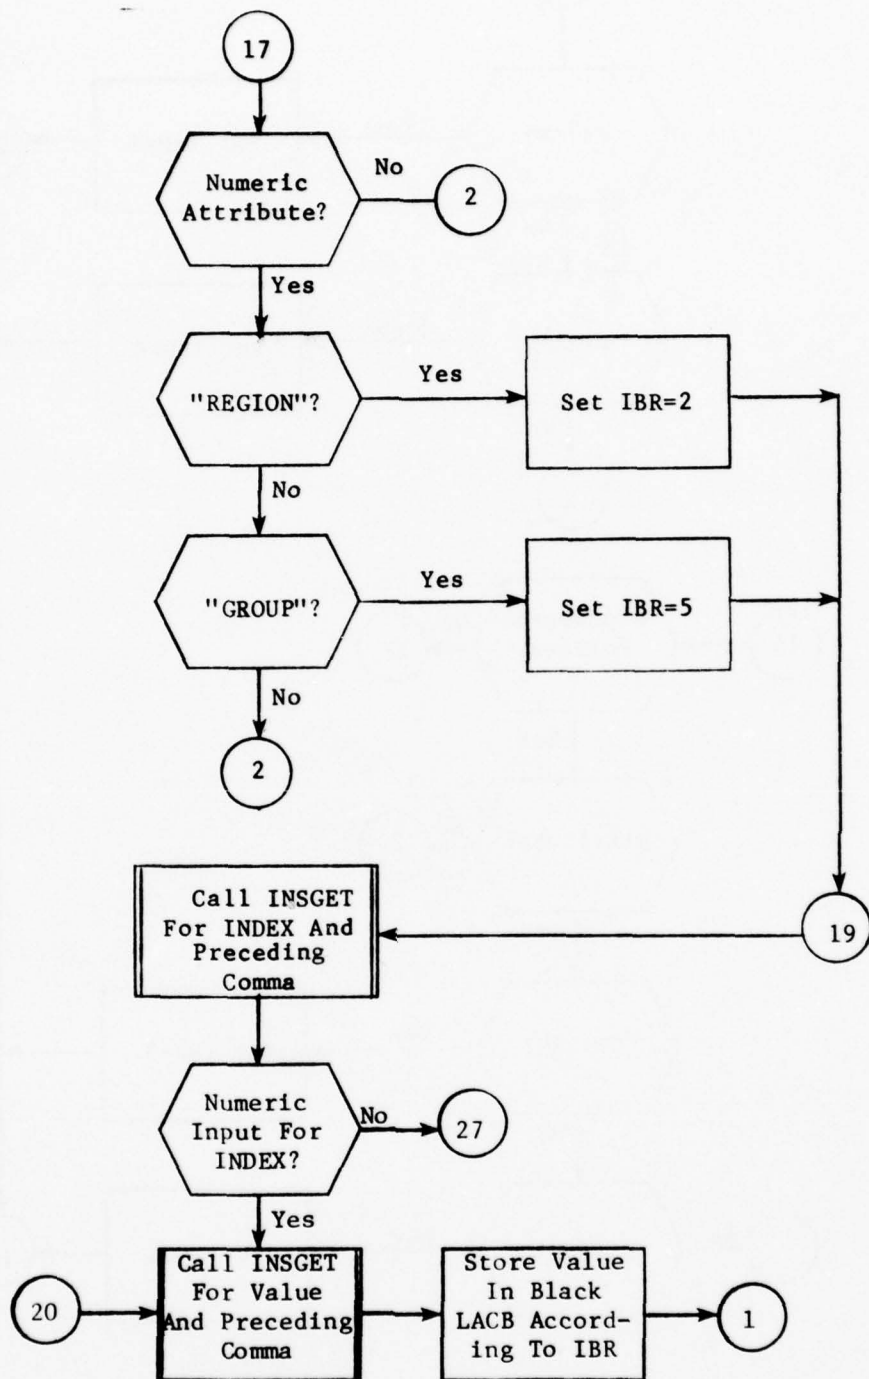 17
Numeric
Attribute?
No
2
Yes
"REGION"?
Yes
Set IBR=2
No
"GROUP"?
Yes
Set IBR=5
No
2
Call INSGET
For INDEX And
Preceding
Comma
19
Numeric
Input For
INDEX?
No
27
Yes
20
Call INSGET
For Value
And Preceding
Comma
Store Value
In Black
LACB Accord-
ing To IBR
1